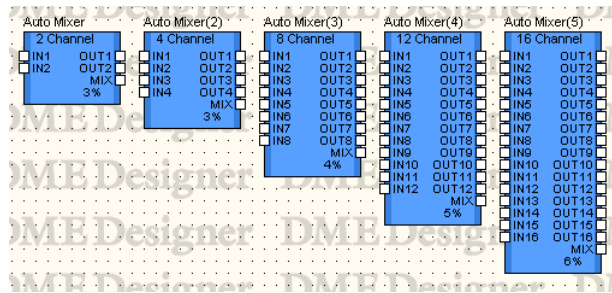 Auto Mixer
2 Channel
IN1 OUT1
IN2 OUT2
MIX
3%
Auto Mixer(2)
4 Channel
IN1 OUT1
IN2 OUT2
IN3 OUT3
IN4 OUT4
MIX
3%
Auto Mixer(3)
8 Channel
IN1 OUT1
IN2 OUT2
IN3 OUT3
IN4 OUT4
IN5 OUT5
IN6 OUT6
IN7 OUT7
IN8 OUT8
MIX
4%
Auto Mixer(4)
12 Channel
IN1 OUT1
IN2 OUT2
IN3 OUT3
IN4 OUT4
IN5 OUT5
IN6 OUT6
IN7 OUT7
IN8 OUT8
IN9 OUT9
IN10 OUT10
IN11 OUT11
IN12 OUT12
MIX
5%
Auto Mixer(5)
16 Channel
IN1 OUT1
IN2 OUT2
IN3 OUT3
IN4 OUT4
IN5 OUT5
IN6 OUT6
IN7 OUT7
IN8 OUT8
IN9 OUT9
IN10 OUT10
IN11 OUT11
IN12 OUT12
IN13 OUT13
IN14 OUT14
IN15 OUT15
IN16 OUT16
MIX
6%
DME Designer